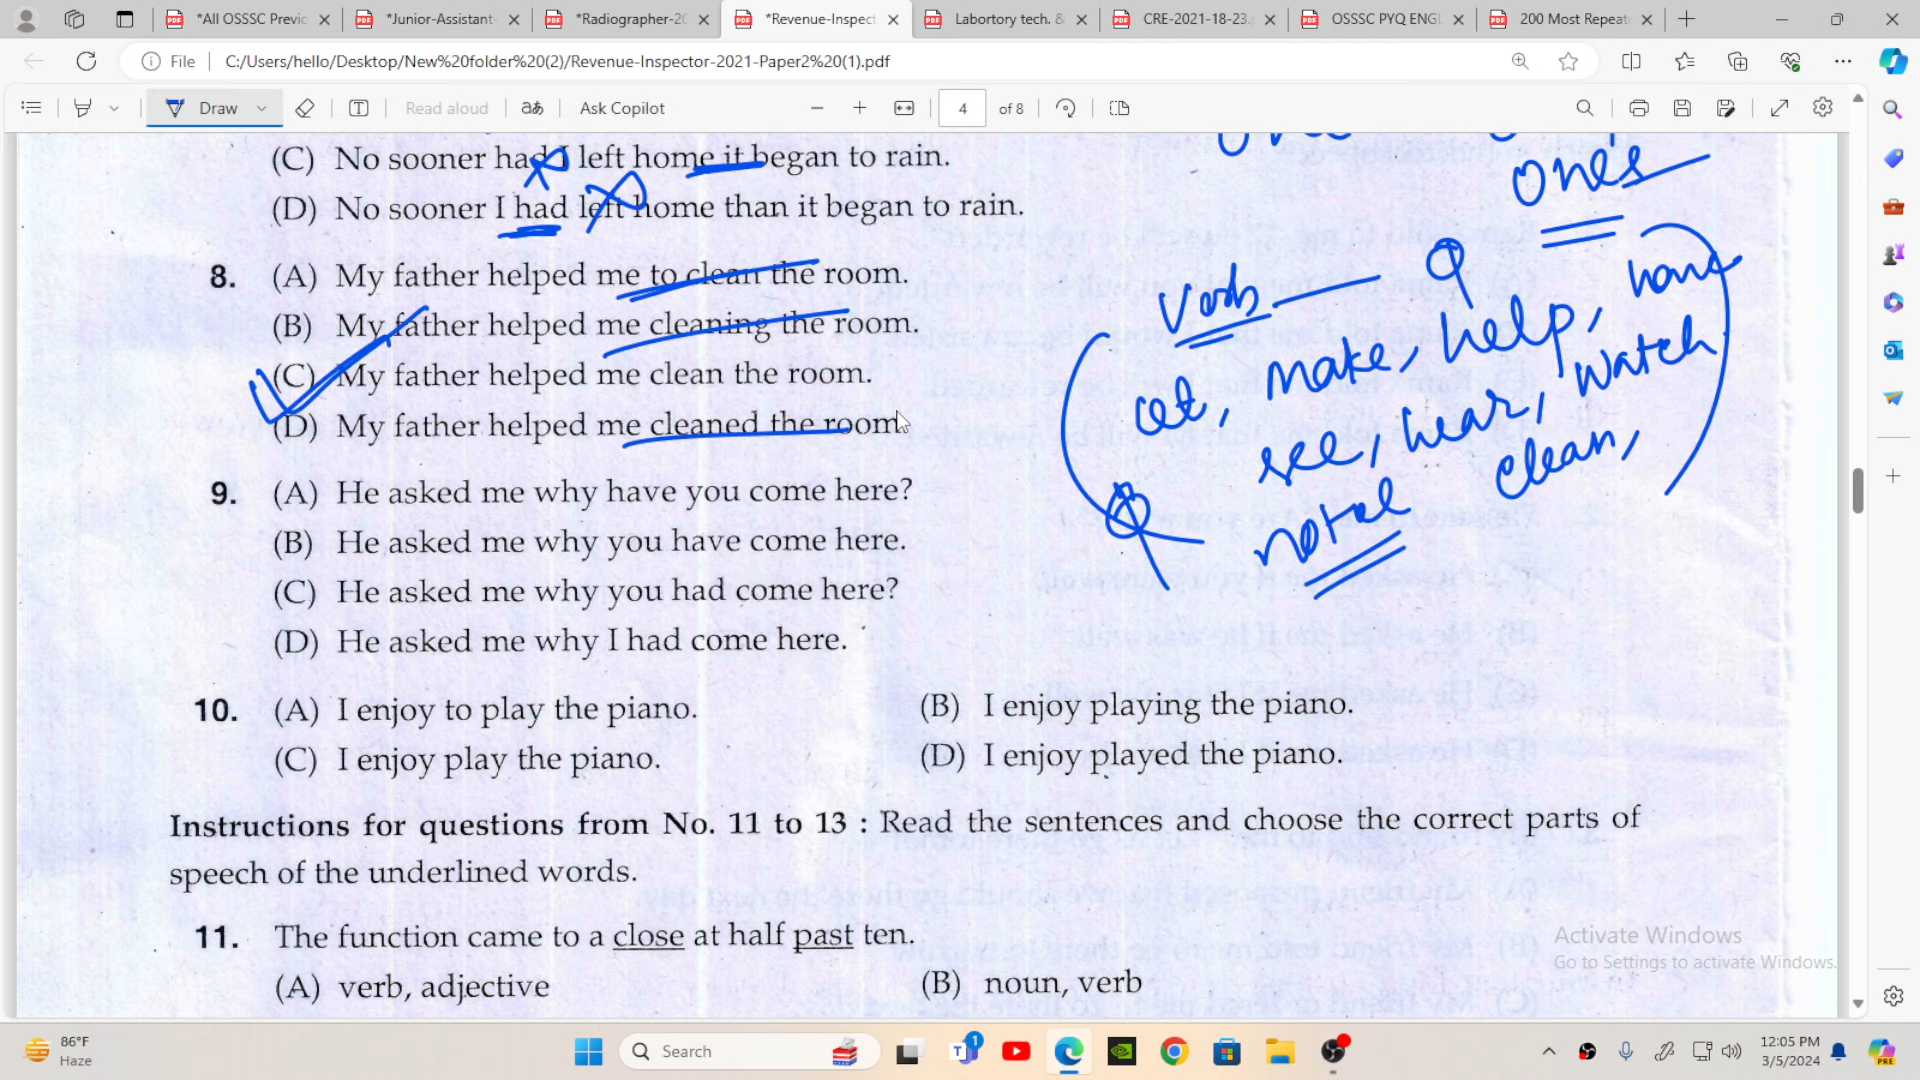 *All OSSSC Previo
*Junior-Assistant-
*Radiographer-20
*Revenue-Inspect
Labortory tech. &
CRE-2021-18-23.p
OSSSC PYQ ENGL
200 Most Repeat
File C:/Users/hello/Desktop/New%20folder%20(2)/Revenue-Inspector-2021-Paper2%20(1).pdf
Draw Read aloud aあ Ask Copilot 4 of 8
(C) No sooner had I left home it began to rain.
(D) No sooner I had left home than it began to rain.
one's
8. (A) My father helped me to clean the room.
(B) My father helped me cleaning the room.
(C) My father helped me clean the room.
(D) My father helped me cleaned the room.
Verb
let, make, help, have
see, hear, watch
clean,
9. (A) He asked me why have you come here?
(B) He asked me why you have come here.
(C) He asked me why you had come here?
(D) He asked me why I had come here.
10. (A) I enjoy to play the piano. (B) I enjoy playing the piano.
(C) I enjoy play the piano. (D) I enjoy played the piano.
Instructions for questions from No. 11 to 13 : Read the sentences and choose the correct parts of
speech of the underlined words.
11. The function came to a close at half past ten.
(A) verb, adjective (B) noun, verb
Activate Windows
Go to Settings to activate Windows.
86°F
Haze
Search
1
12:05 PM
3/5/2024
PRE